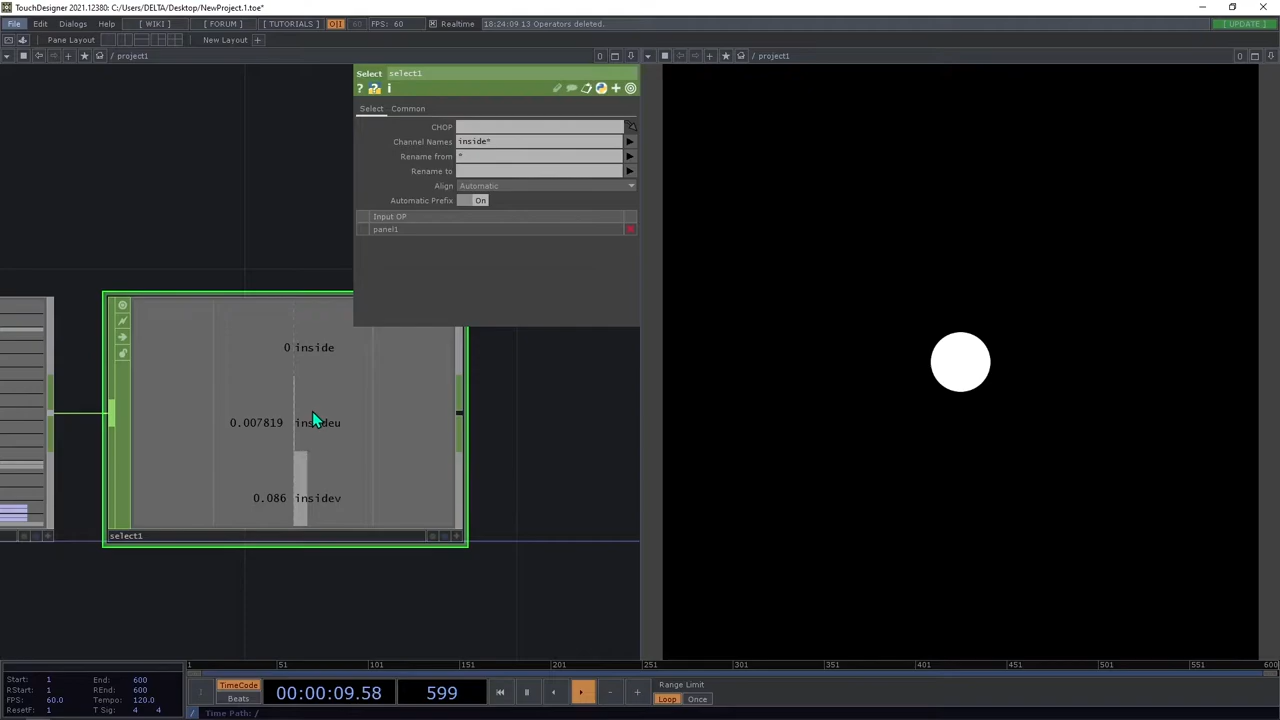 TouchDesigner 2021.12380: C:/Users/DELTA/Desktop/NewProject.1.toe*
File Edit Dialogs Help [ WIKI ] [ FORUM ] [ TUTORIALS ] O|I FPS: 60 Realtime 18:24:09 13 Operators deleted. [ UPDATE ]
Pane Layout New Layout +
/ project1 0
/ project1 0
Select select1
? ? i
Select Common
CHOP
Channel Names inside*
Rename from *
Rename to
Align Automatic
Automatic Prefix On
Input OP
panel1
0 inside
0.007819 insideu
0.086 insidev
select1
1 51 101 151 201 251 301 351 401 451 501 551 600
Start: 1 End: 600
RStart: 1 REnd: 600
FPS: 60.0 Tempo: 120.0
ResetF: 1 T Sig: 4 4
TimeCode
Beats
00:00:09.58
599
Range Limit
Loop Once
/ Time Path: /